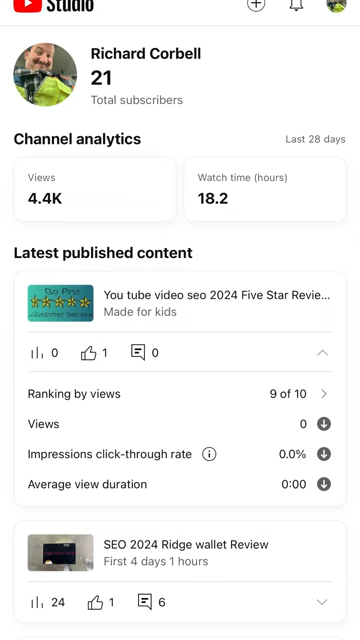 Studio
Richard Corbell
21
Total subscribers
Channel analytics
Last 28 days
Views
4.4K
Watch time (hours)
18.2
Latest published content
Go Pro
You tube video seo 2024 Five Star Revie...
Made for kids
0 1 0
Ranking by views 9 of 10
Views 0
Impressions click-through rate 0.0%
Average view duration 0:00
SEO 2024 Ridge wallet Review
First 4 days 1 hours
24 1 6